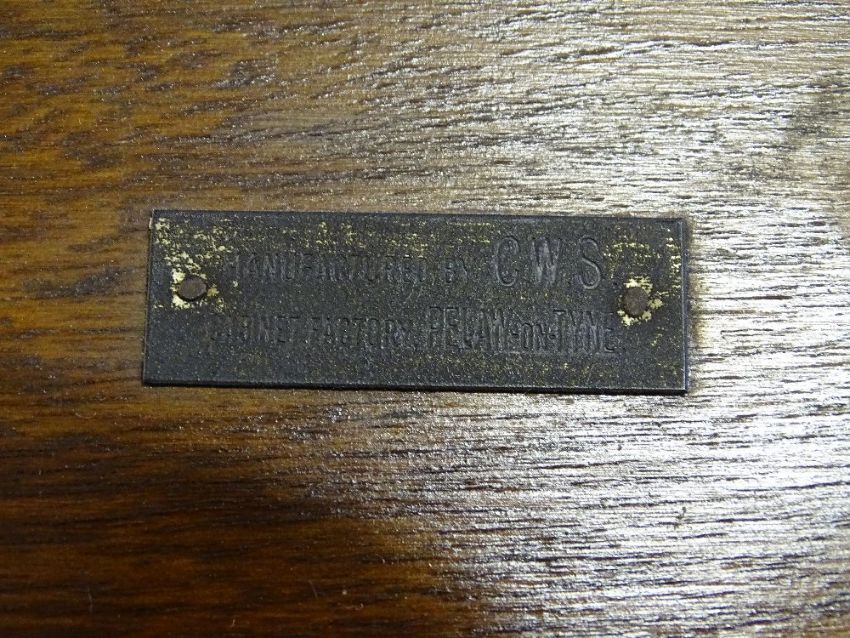 MANUFACTURED BY C W S.
CABINET FACTORY, PELAW-ON-TYNE.